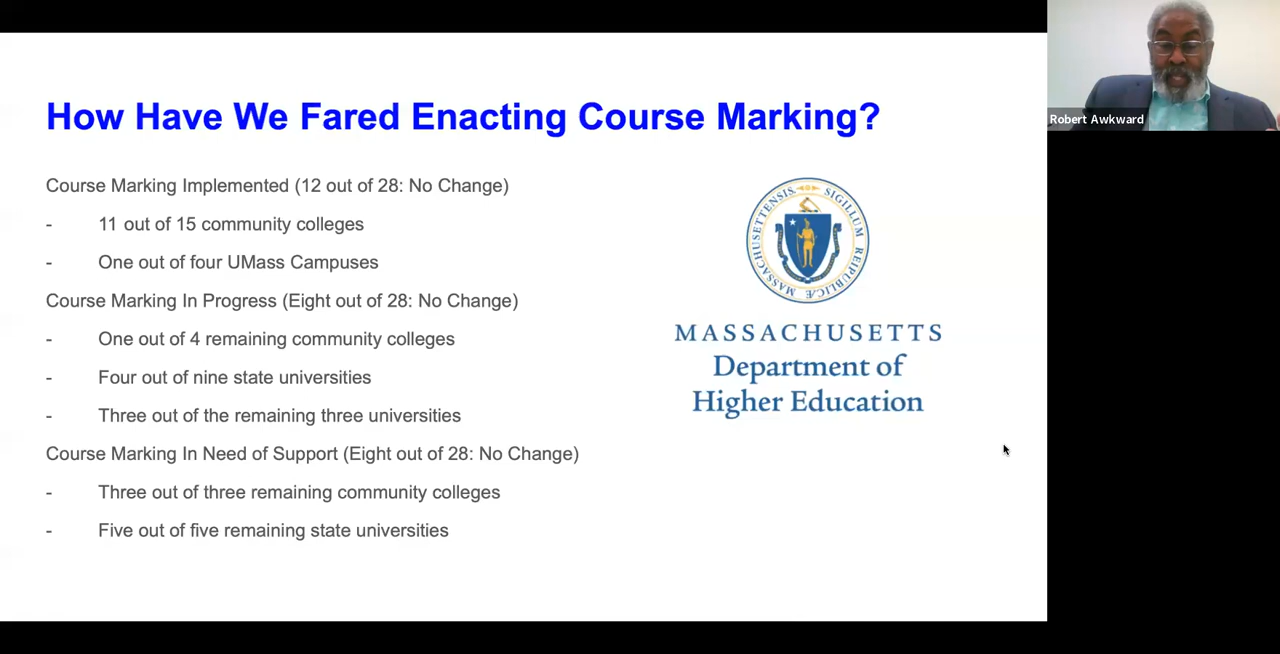 How Have We Fared Enacting Course Marking?
Course Marking Implemented (12 out of 28: No Change)
- 11 out of 15 community colleges
- One out of four UMass Campuses
Course Marking In Progress (Eight out of 28: No Change)
- One out of 4 remaining community colleges
- Four out of nine state universities
- Three out of the remaining three universities
Course Marking In Need of Support (Eight out of 28: No Change)
- Three out of three remaining community colleges
- Five out of five remaining state universities
SIGILLUM REIPUBLICÆ MASSACHUSETTENSIS
MASSACHUSETTS
Department of
Higher Education
Robert Awkward